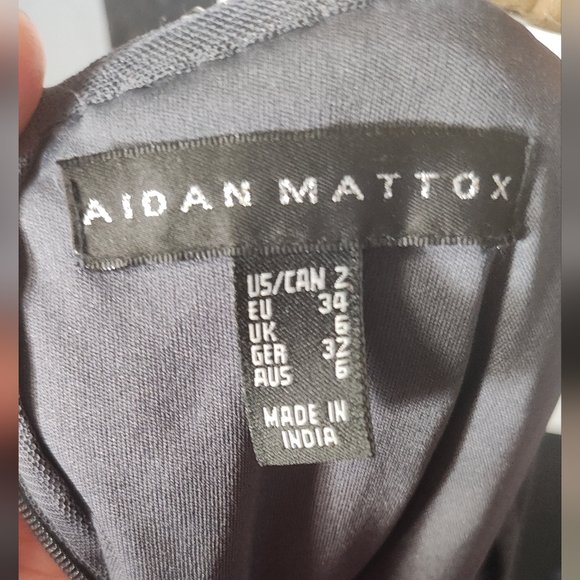 AIDAN MATTOX
US/CAN 2
EU 34
UK 6
GER 32
AUS 6
MADE IN
INDIA